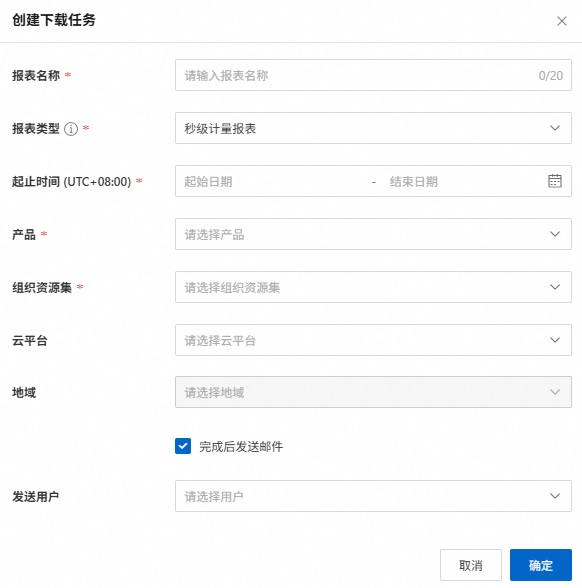 创建下载任务
报表名称 *
请输入报表名称 0/20
报表类型 *
秒级计量报表
起止时间 (UTC+08:00) *
起始日期 - 结束日期
产品 *
请选择产品
组织资源集 *
请选择组织资源集
云平台
请选择云平台
地域
请选择地域
完成后发送邮件
发送用户
请选择用户
取消 确定